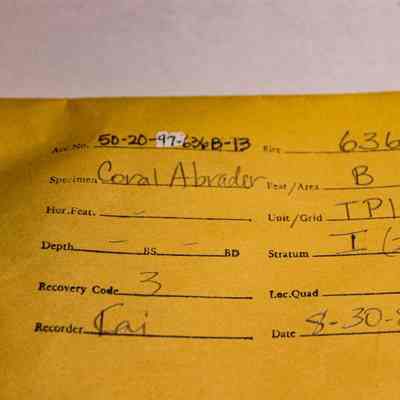 Acc.No. 50-20-97-636B-13 Site 636
Specimen Coral Abrader Feat/Area B
Hor.Feat. — Unit/Grid TP1
Depth — BS — BD Stratum I
Recovery Code 3 Loc.Quad
Recorder Kai Date 8-30-